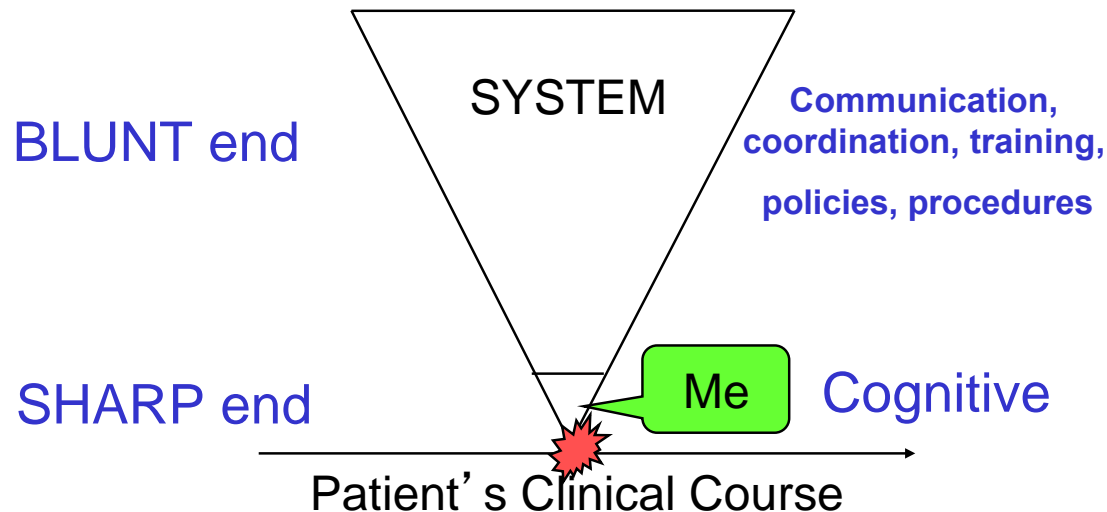 SYSTEM
BLUNT end
Communication,
coordination, training,
policies, procedures
SHARP end
Me
Cognitive
Patient’s Clinical Course